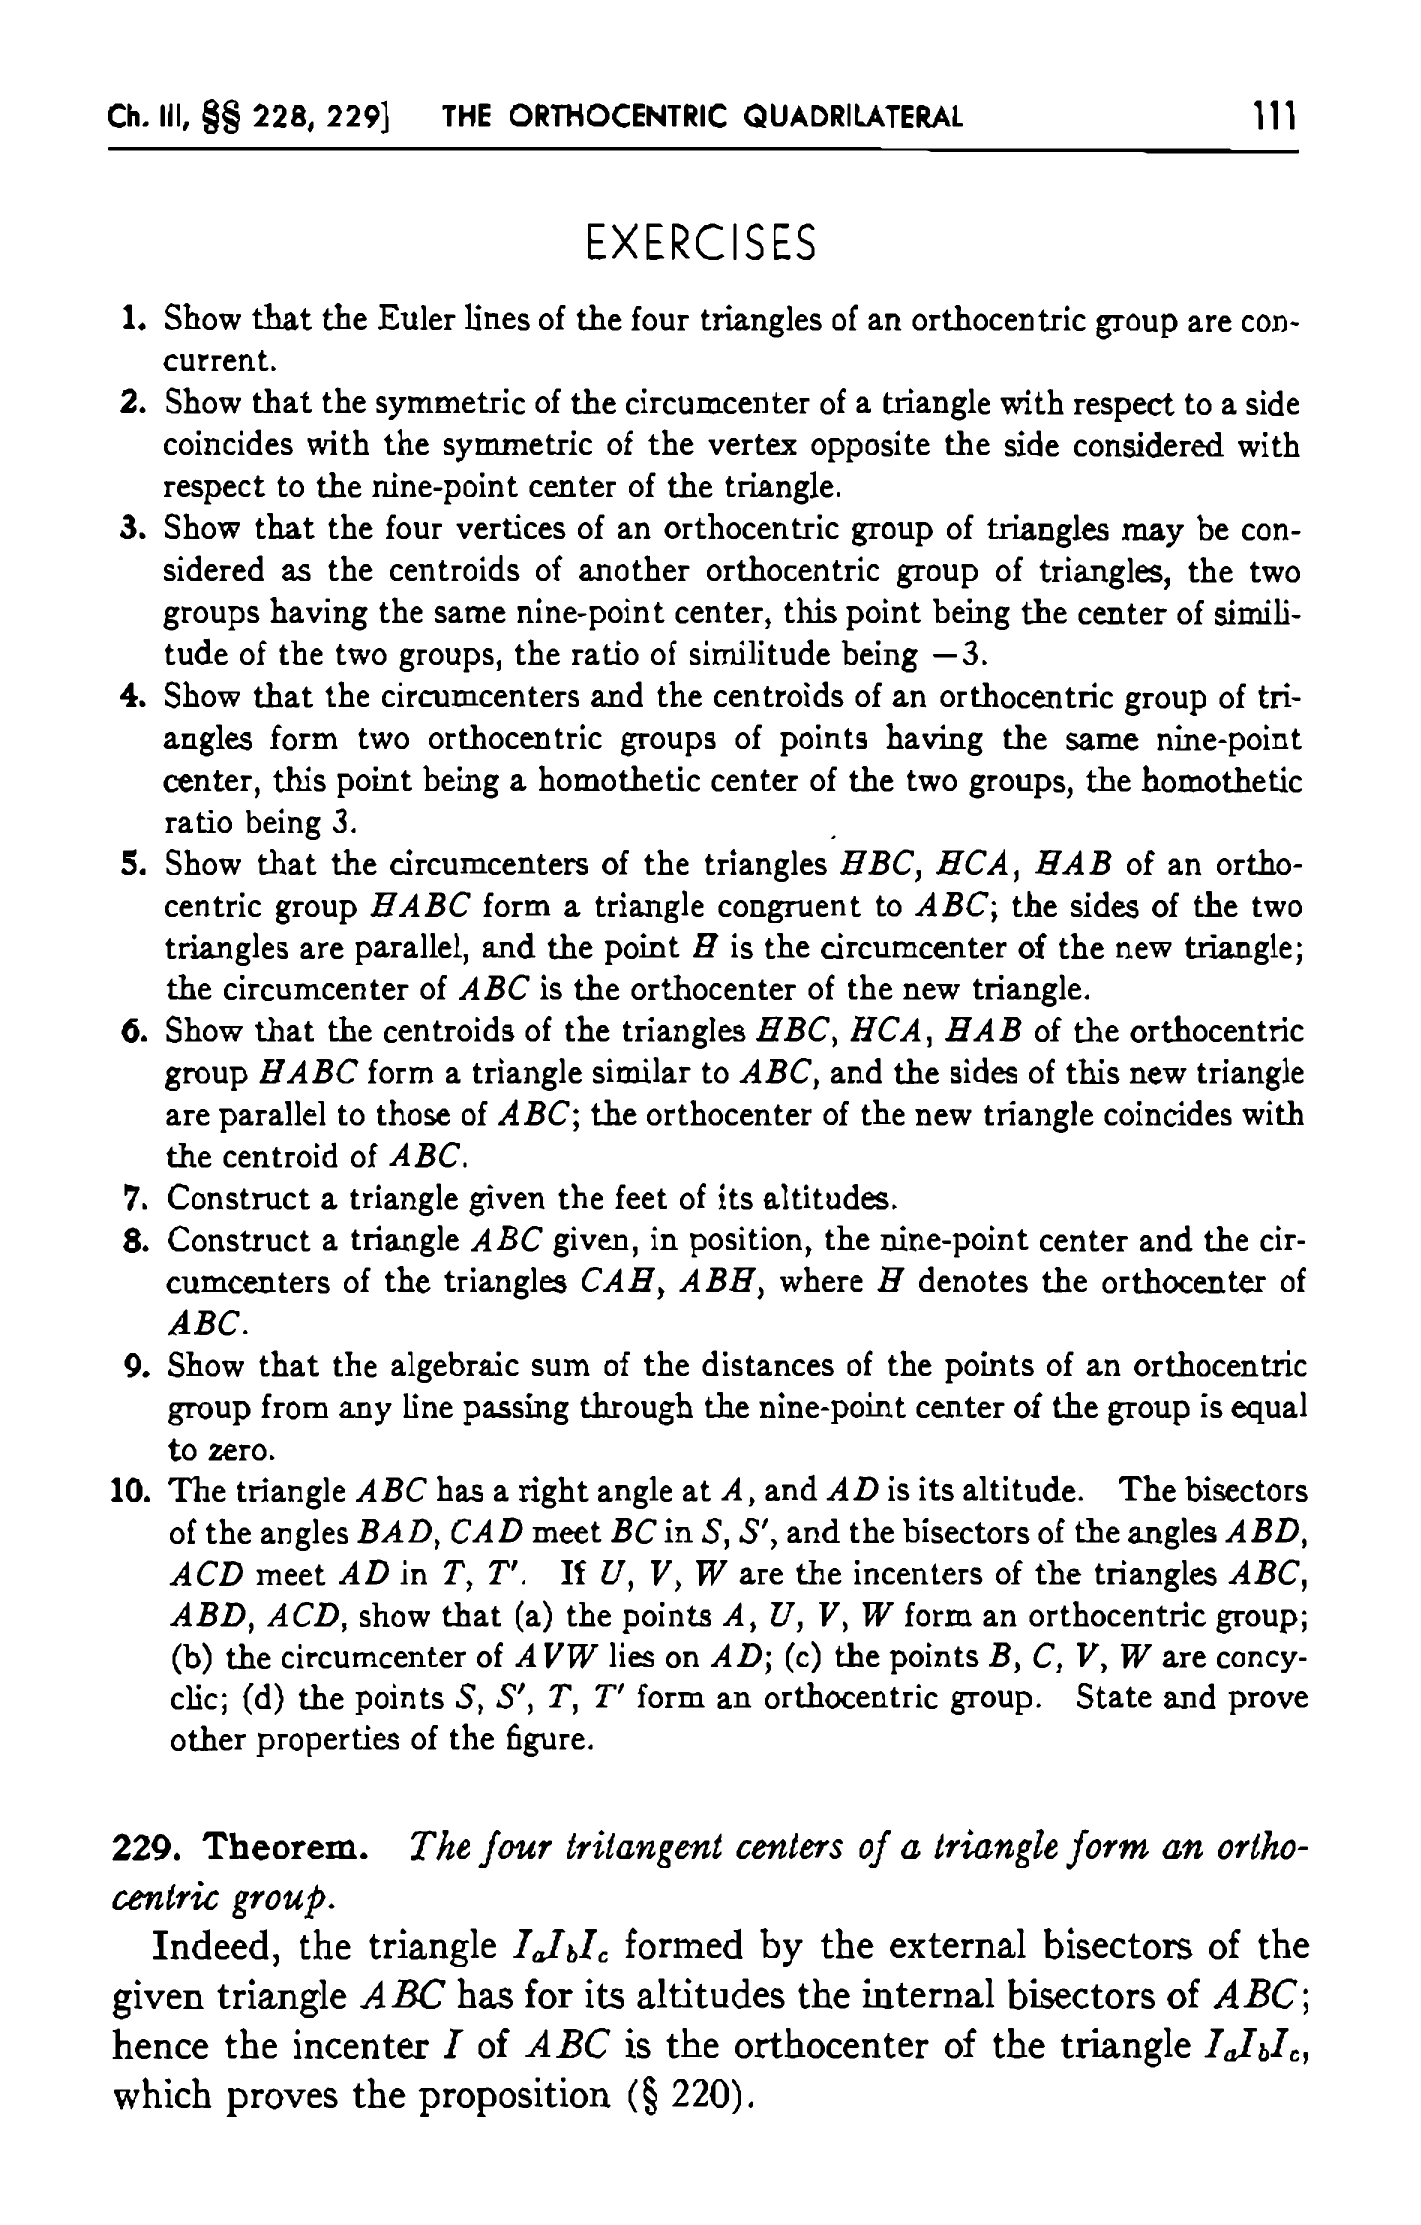 Ch. III, §§ 228, 229] THE ORTHOCENTRIC QUADRILATERAL 111
EXERCISES
1. Show that the Euler lines of the four triangles of an orthocentric group are con-
current.
2. Show that the symmetric of the circumcenter of a triangle with respect to a side
coincides with the symmetric of the vertex opposite the side considered with
respect to the nine-point center of the triangle.
3. Show that the four vertices of an orthocentric group of triangles may be con-
sidered as the centroids of another orthocentric group of triangles, the two
groups having the same nine-point center, this point being the center of simili-
tude of the two groups, the ratio of similitude being −3.
4. Show that the circumcenters and the centroids of an orthocentric group of tri-
angles form two orthocentric groups of points having the same nine-point
center, this point being a homothetic center of the two groups, the homothetic
ratio being 3.
5. Show that the circumcenters of the triangles HBC, HCA, HAB of an ortho-
centric group HABC form a triangle congruent to ABC; the sides of the two
triangles are parallel, and the point H is the circumcenter of the new triangle;
the circumcenter of ABC is the orthocenter of the new triangle.
6. Show that the centroids of the triangles HBC, HCA, HAB of the orthocentric
group HABC form a triangle similar to ABC, and the sides of this new triangle
are parallel to those of ABC; the orthocenter of the new triangle coincides with
the centroid of ABC.
7. Construct a triangle given the feet of its altitudes.
8. Construct a triangle ABC given, in position, the nine-point center and the cir-
cumcenters of the triangles CAH, ABH, where H denotes the orthocenter of
ABC.
9. Show that the algebraic sum of the distances of the points of an orthocentric
group from any line passing through the nine-point center of the group is equal
to zero.
10. The triangle ABC has a right angle at A, and AD is its altitude. The bisectors
of the angles BAD, CAD meet BC in S, S′, and the bisectors of the angles ABD,
ACD meet AD in T, T′. If U, V, W are the incenters of the triangles ABC,
ABD, ACD, show that (a) the points A, U, V, W form an orthocentric group;
(b) the circumcenter of AVW lies on AD; (c) the points B, C, V, W are concy-
clic; (d) the points S, S′, T, T′ form an orthocentric group. State and prove
other properties of the figure.
229. Theorem. The four tritangent centers of a triangle form an ortho-
centric group.
Indeed, the triangle IₐI_bI_c formed by the external bisectors of the
given triangle ABC has for its altitudes the internal bisectors of ABC;
hence the incenter I of ABC is the orthocenter of the triangle IₐI_bI_c,
which proves the proposition (§ 220).